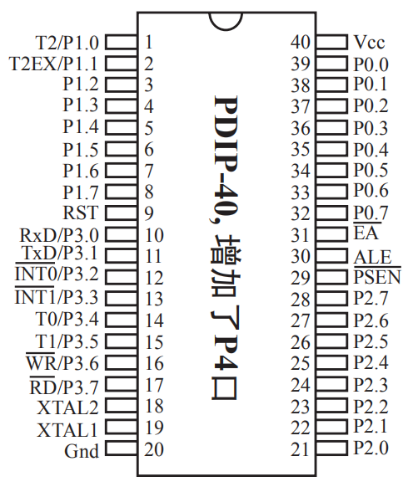 T2/P1.0 1 40 Vcc
T2EX/P1.1 2 39 P0.0
P1.2 3 38 P0.1
P1.3 4 37 P0.2
P1.4 5 36 P0.3
P1.5 6 35 P0.4
P1.6 7 34 P0.5
P1.7 8 33 P0.6
RST 9 32 P0.7
RxD/P3.0 10 31 E̅A̅
TxD/P3.1 11 30 ALE
I̅N̅T̅0̅/P3.2 12 29 P̅S̅E̅N̅
I̅N̅T̅1̅/P3.3 13 28 P2.7
T0/P3.4 14 27 P2.6
T1/P3.5 15 26 P2.5
W̅R̅/P3.6 16 25 P2.4
R̅D̅/P3.7 17 24 P2.3
XTAL2 18 23 P2.2
XTAL1 19 22 P2.1
Gnd 20 21 P2.0
PDIP-40, 增加了P4口